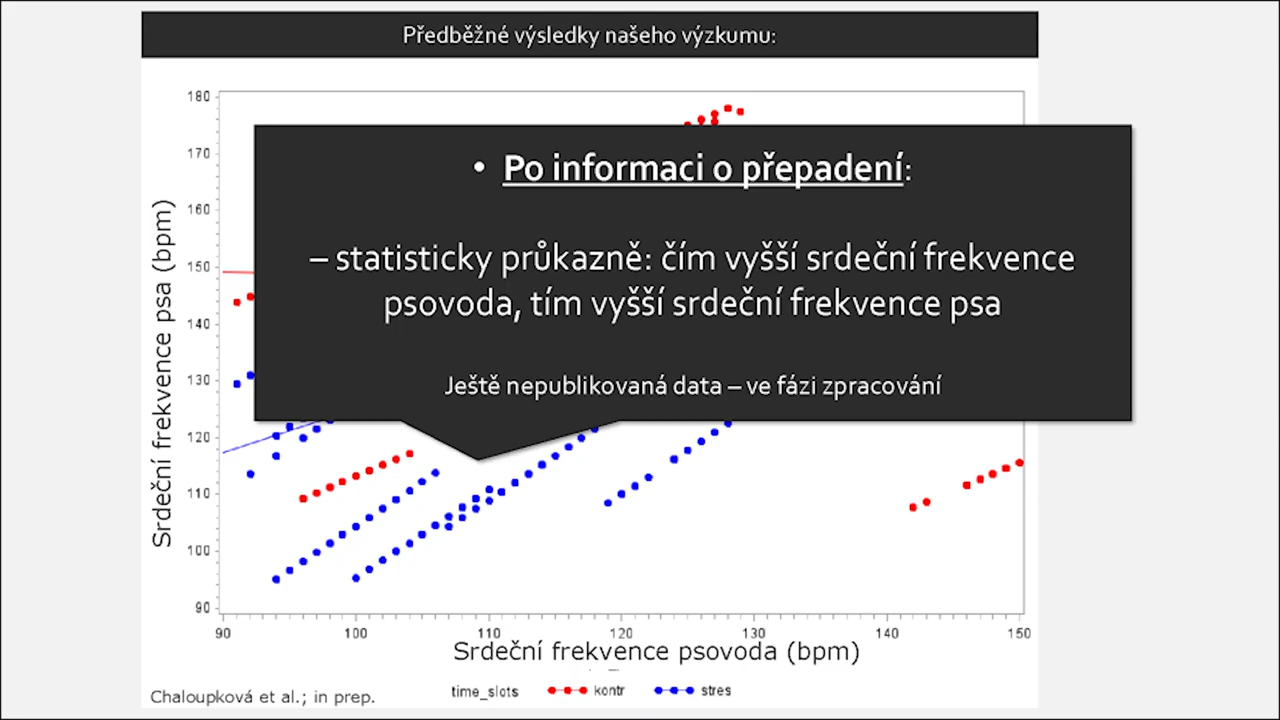 Předběžné výsledky našeho výzkumu:
180
170
160
150
140
130
120
110
100
90
Srdeční frekvence psa (bpm)
• Po informaci o přepadení:
– statisticky průkazně: čím vyšší srdeční frekvence
psovoda, tím vyšší srdeční frekvence psa
Ještě nepublikovaná data – ve fázi zpracování
90 100 110 120 130 140 150
Srdeční frekvence psovoda (bpm)
time_slots kontr stres
Chaloupková et al.; in prep.